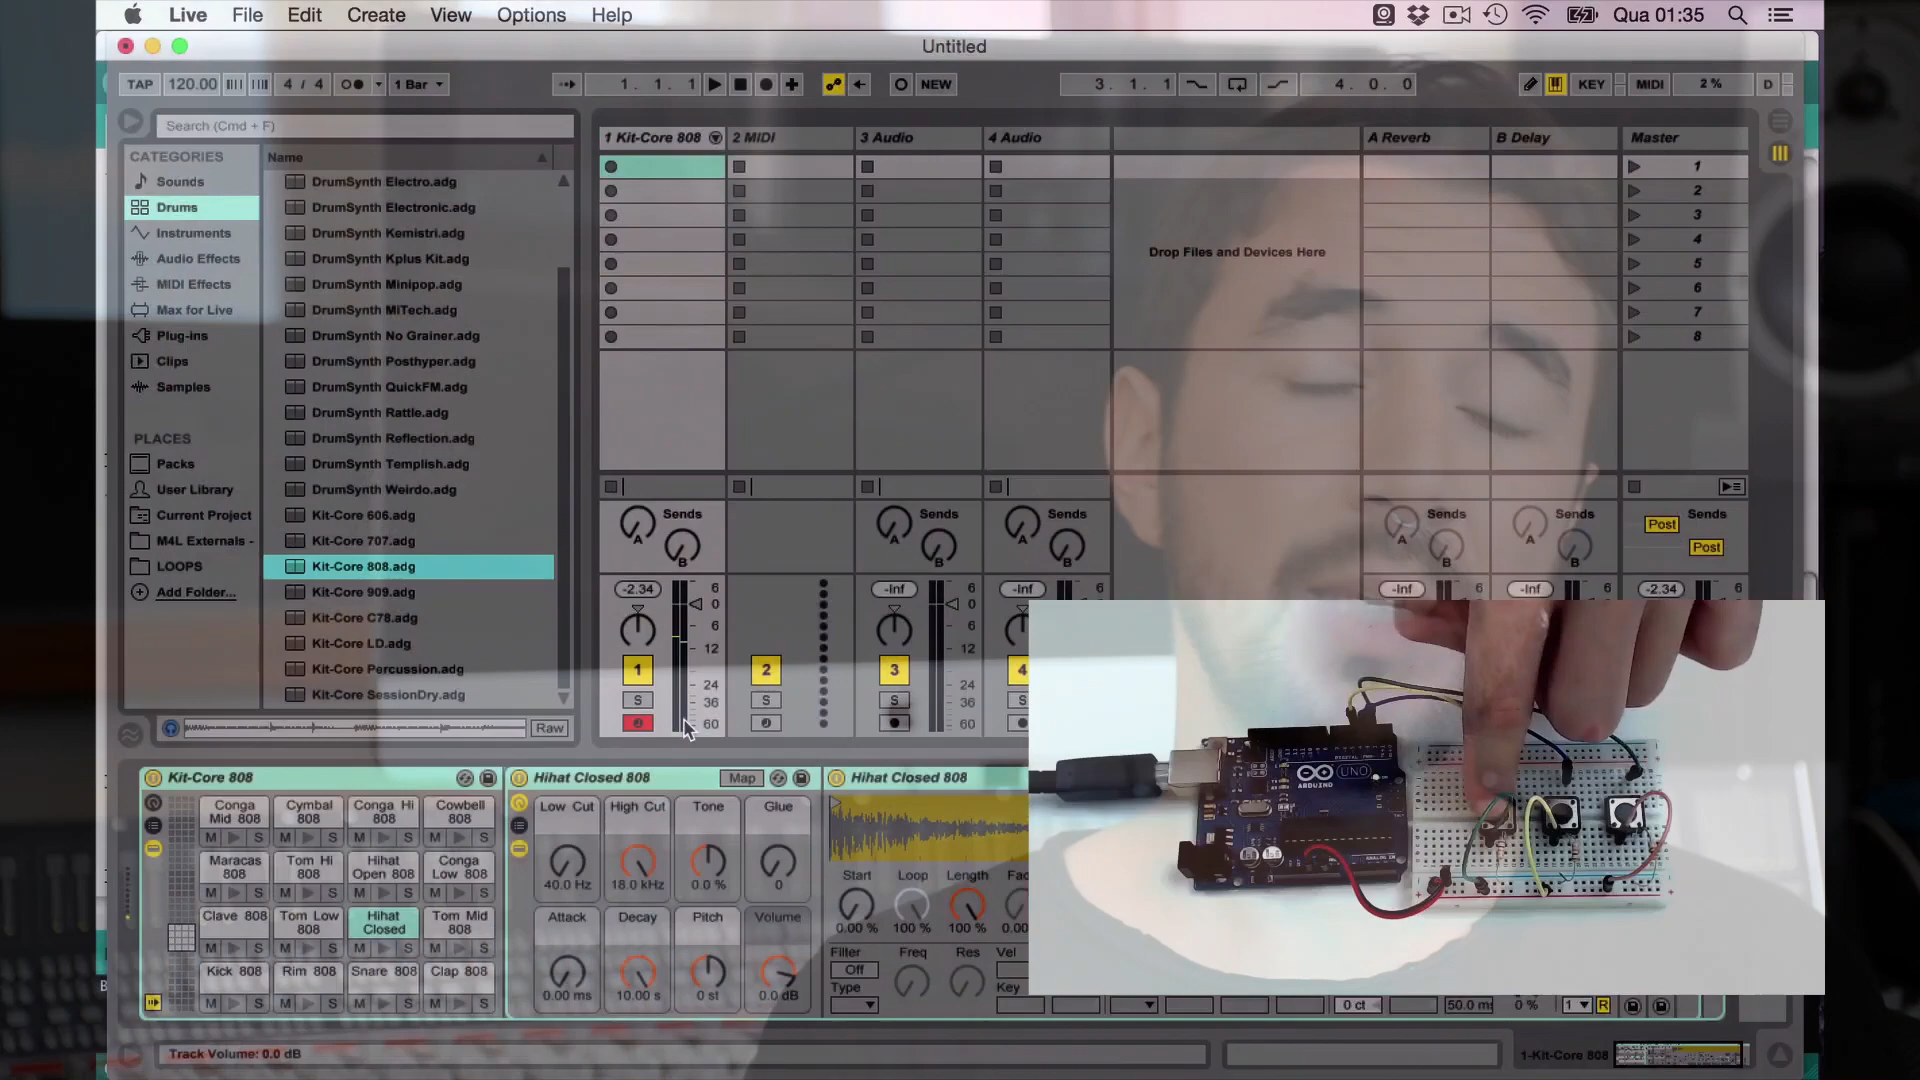 Live File Edit Create View Options Help Qua 01:35
Untitled
TAP 120.00 4 / 4 1 Bar 1. 1. 1 NEW 3. 1. 1 4. 0. 0 KEY MIDI 2 % D
Search (Cmd + F)
CATEGORIES
Sounds
Drums
Instruments
Audio Effects
MIDI Effects
Max for Live
Plug-ins
Clips
Samples
PLACES
Packs
User Library
Current Project
M4L Externals -
LOOPS
Add Folder...
Name
DrumSynth Electro.adg
DrumSynth Electronic.adg
DrumSynth Kemistri.adg
DrumSynth Kplus Kit.adg
DrumSynth Minipop.adg
DrumSynth MiTech.adg
DrumSynth No Grainer.adg
DrumSynth Posthyper.adg
DrumSynth QuickFM.adg
DrumSynth Rattle.adg
DrumSynth Reflection.adg
DrumSynth Templish.adg
DrumSynth Weirdo.adg
Kit-Core 606.adg
Kit-Core 707.adg
Kit-Core 808.adg
Kit-Core 909.adg
Kit-Core C78.adg
Kit-Core LD.adg
Kit-Core Percussion.adg
Kit-Core SessionDry.adg
Raw
1 Kit-Core 808 2 MIDI 3 Audio 4 Audio A Reverb B Delay Master
1
2
3
4
5
6
7
8
Drop Files and Devices Here
Sends Sends Sends Sends Sends Sends
A B A B A B A B A B Post Post
-2.34 -Inf -Inf -Inf -Inf -2.34
6 0 6 12 24 36 60
6 0 6 12 24 36 60
1 2 3 4
S S S
Kit-Core 808
Conga Mid 808 Cymbal 808 Conga Hi 808 Cowbell 808
M S M S M S M S
Maracas 808 Tom Hi 808 Hihat Open 808 Conga Low 808
M S M S M S M S
Clave 808 Tom Low 808 Hihat Closed Tom Mid 808
M S M S M S M S
Kick 808 Rim 808 Snare 808 Clap 808
M S M S M S M S
Hihat Closed 808 Map
Low Cut High Cut Tone Glue
40.0 Hz 18.0 kHz 0.0 % 0
Attack Decay Pitch Volume
0.00 ms 10.00 s 0 st 0.0 dB
Hihat Closed 808
Start Loop Length
0.00 % 100 % 100 %
Filter Freq Res Vel
Off
Type Key
0 ct 50.0 ms 0 % 1 R
UNO
ARDUINO
Track Volume: 0.0 dB
1-Kit-Core 808